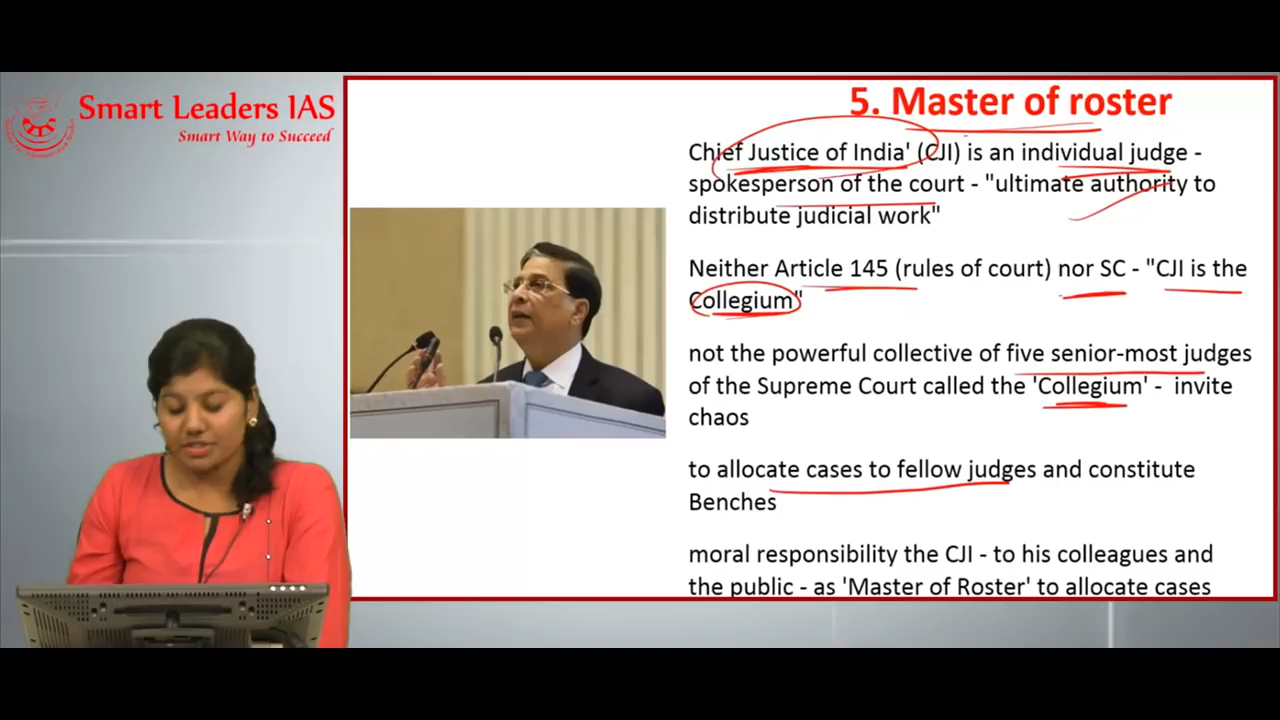 Smart Leaders IAS
Smart Way to Succeed
5. Master of roster
Chief Justice of India' (CJI) is an individual judge -
spokesperson of the court - "ultimate authority to
distribute judicial work"
Neither Article 145 (rules of court) nor SC - "CJI is the
Collegium"
not the powerful collective of five senior-most judges
of the Supreme Court called the 'Collegium' - invite
chaos
to allocate cases to fellow judges and constitute
Benches
moral responsibility the CJI - to his colleagues and
the public - as 'Master of Roster' to allocate cases